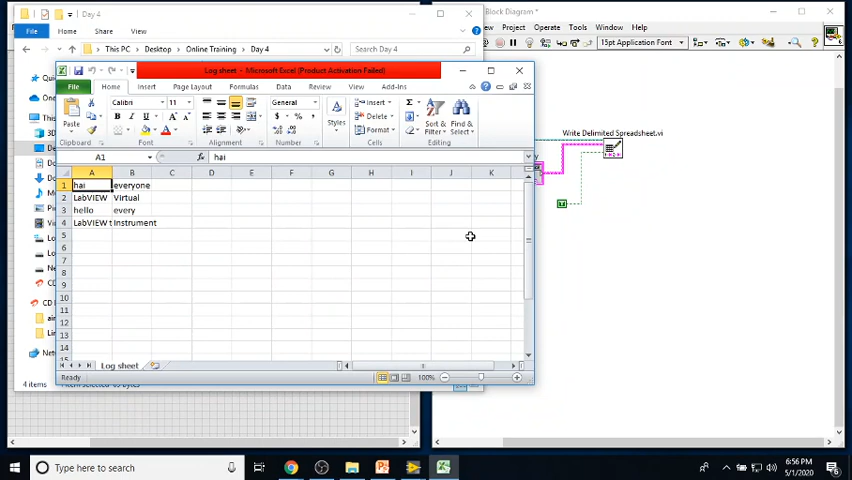 Day 4
File Home Share View
This PC Desktop Online Training Day 4
Search Day 4
Log sheet - Microsoft Excel (Product Activation Failed)
File Home Insert Page Layout Formulas Data Review View Add-Ins
Paste
Clipboard
Calibri 11
B I U
A A
Font
Alignment
General
$ % ,
Number
Styles
Insert
Delete
Format
Cells
Σ
Sort & Filter
Find & Select
Editing
A1 fx hai
A B C D E F G H I J K
1 hai everyone
2 LabVIEW Virtual
3 hello every
4 LabVIEW t Instrument
5
6
7
8
9
10
11
12
13
14
15
Log sheet
Ready
100%
4 items
Block Diagram *
View Project Operate Tools Window Help
15pt Application Font
Write Delimited Spreadsheet.vi
T
Type here to search
6:56 PM
5/1/2020